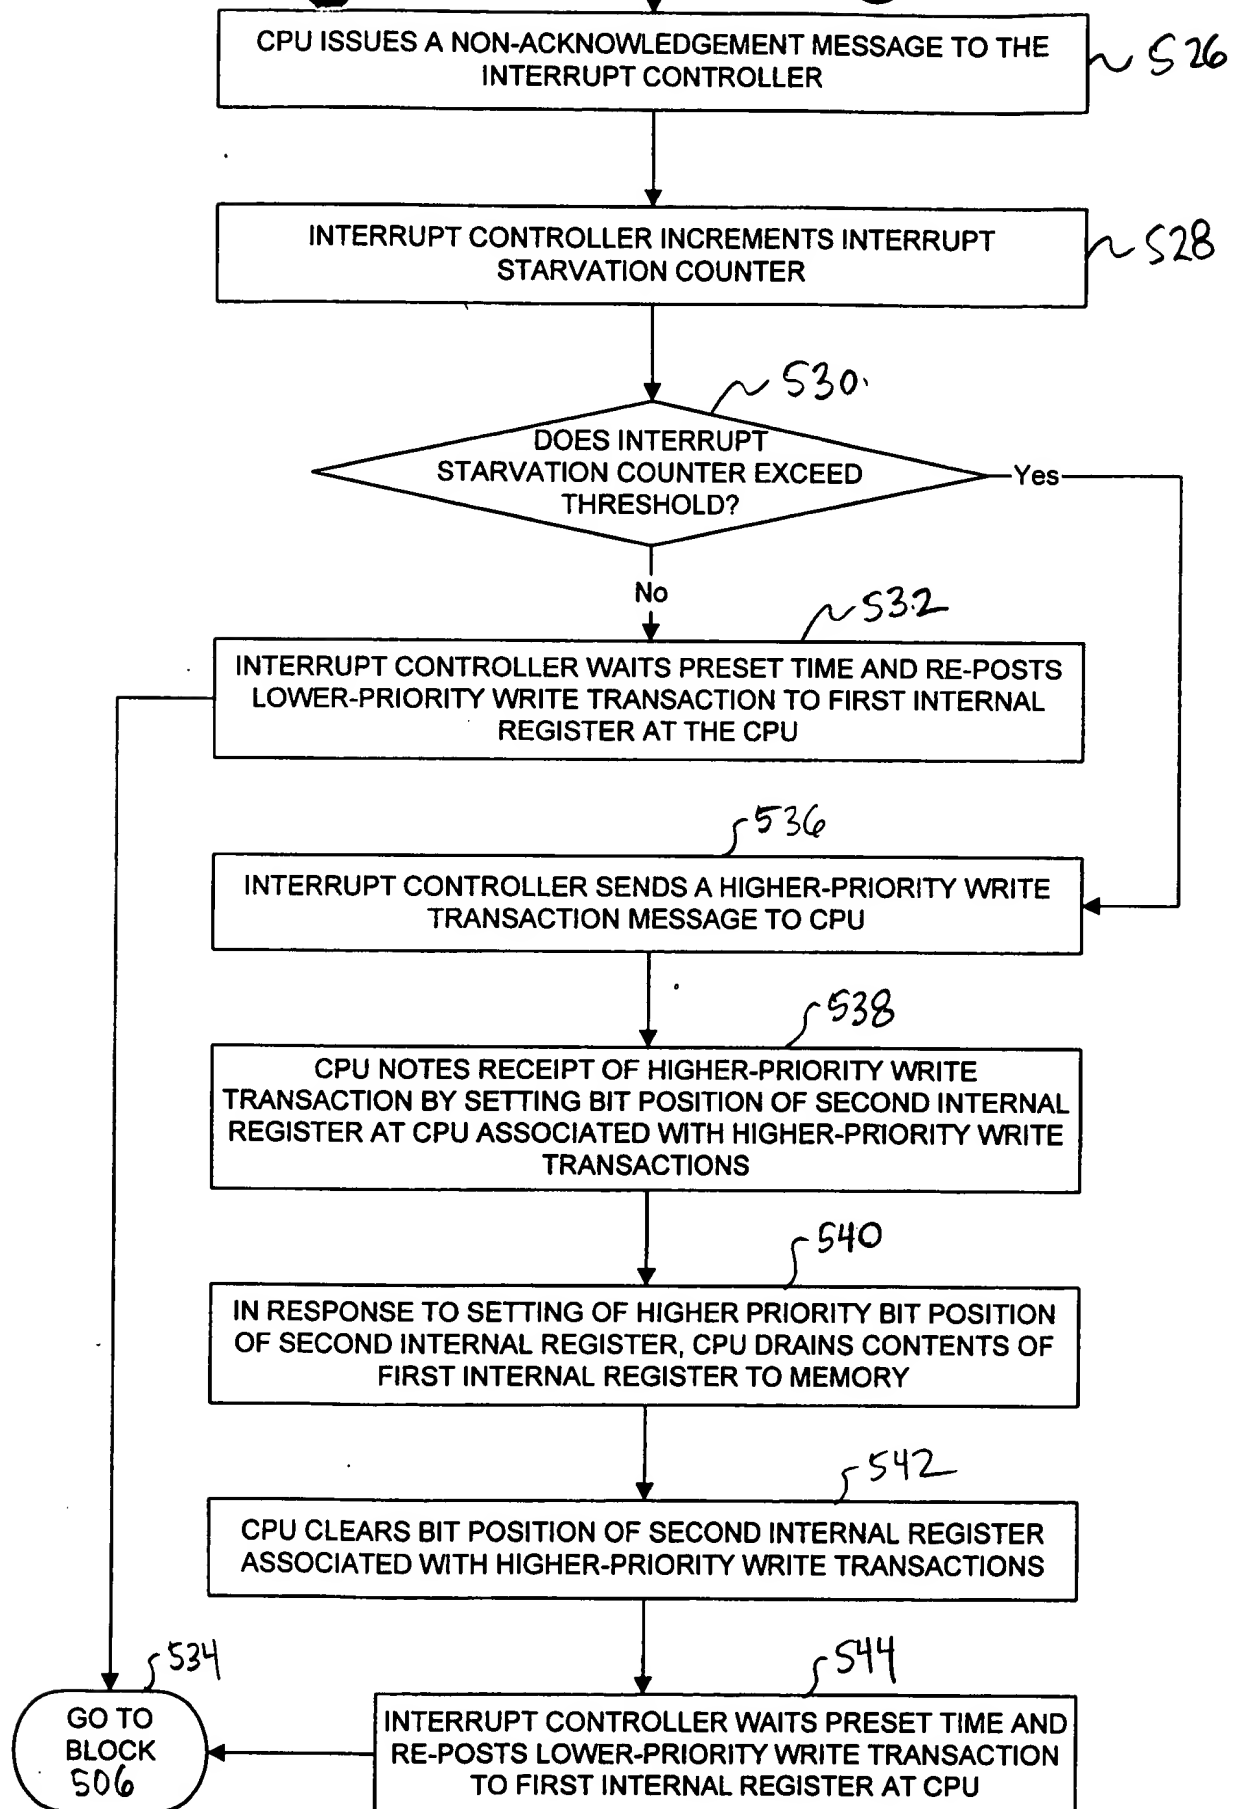 CPU ISSUES A NON-ACKNOWLEDGEMENT MESSAGE TO THE
INTERRUPT CONTROLLER
526
INTERRUPT CONTROLLER INCREMENTS INTERRUPT
STARVATION COUNTER
528
530
DOES INTERRUPT
STARVATION COUNTER EXCEED
THRESHOLD?
Yes
No
532
INTERRUPT CONTROLLER WAITS PRESET TIME AND RE-POSTS
LOWER-PRIORITY WRITE TRANSACTION TO FIRST INTERNAL
REGISTER AT THE CPU
536
INTERRUPT CONTROLLER SENDS A HIGHER-PRIORITY WRITE
TRANSACTION MESSAGE TO CPU
538
CPU NOTES RECEIPT OF HIGHER-PRIORITY WRITE
TRANSACTION BY SETTING BIT POSITION OF SECOND INTERNAL
REGISTER AT CPU ASSOCIATED WITH HIGHER-PRIORITY WRITE
TRANSACTIONS
540
IN RESPONSE TO SETTING OF HIGHER PRIORITY BIT POSITION
OF SECOND INTERNAL REGISTER, CPU DRAINS CONTENTS OF
FIRST INTERNAL REGISTER TO MEMORY
542
CPU CLEARS BIT POSITION OF SECOND INTERNAL REGISTER
ASSOCIATED WITH HIGHER-PRIORITY WRITE TRANSACTIONS
534
GO TO
BLOCK
506
544
INTERRUPT CONTROLLER WAITS PRESET TIME AND
RE-POSTS LOWER-PRIORITY WRITE TRANSACTION
TO FIRST INTERNAL REGISTER AT CPU